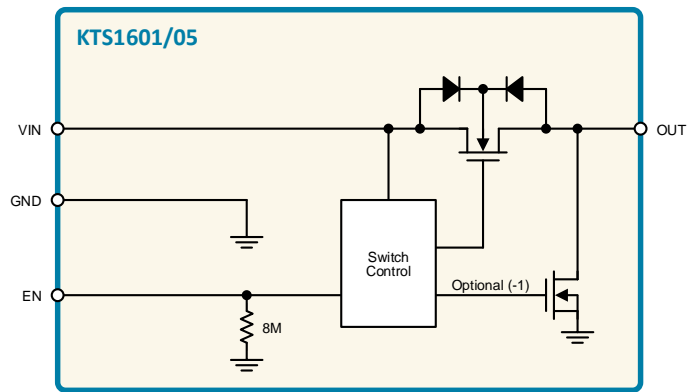 KTS1601/05
VIN
OUT
GND
Switch
Control
Optional (-1)
EN
8M